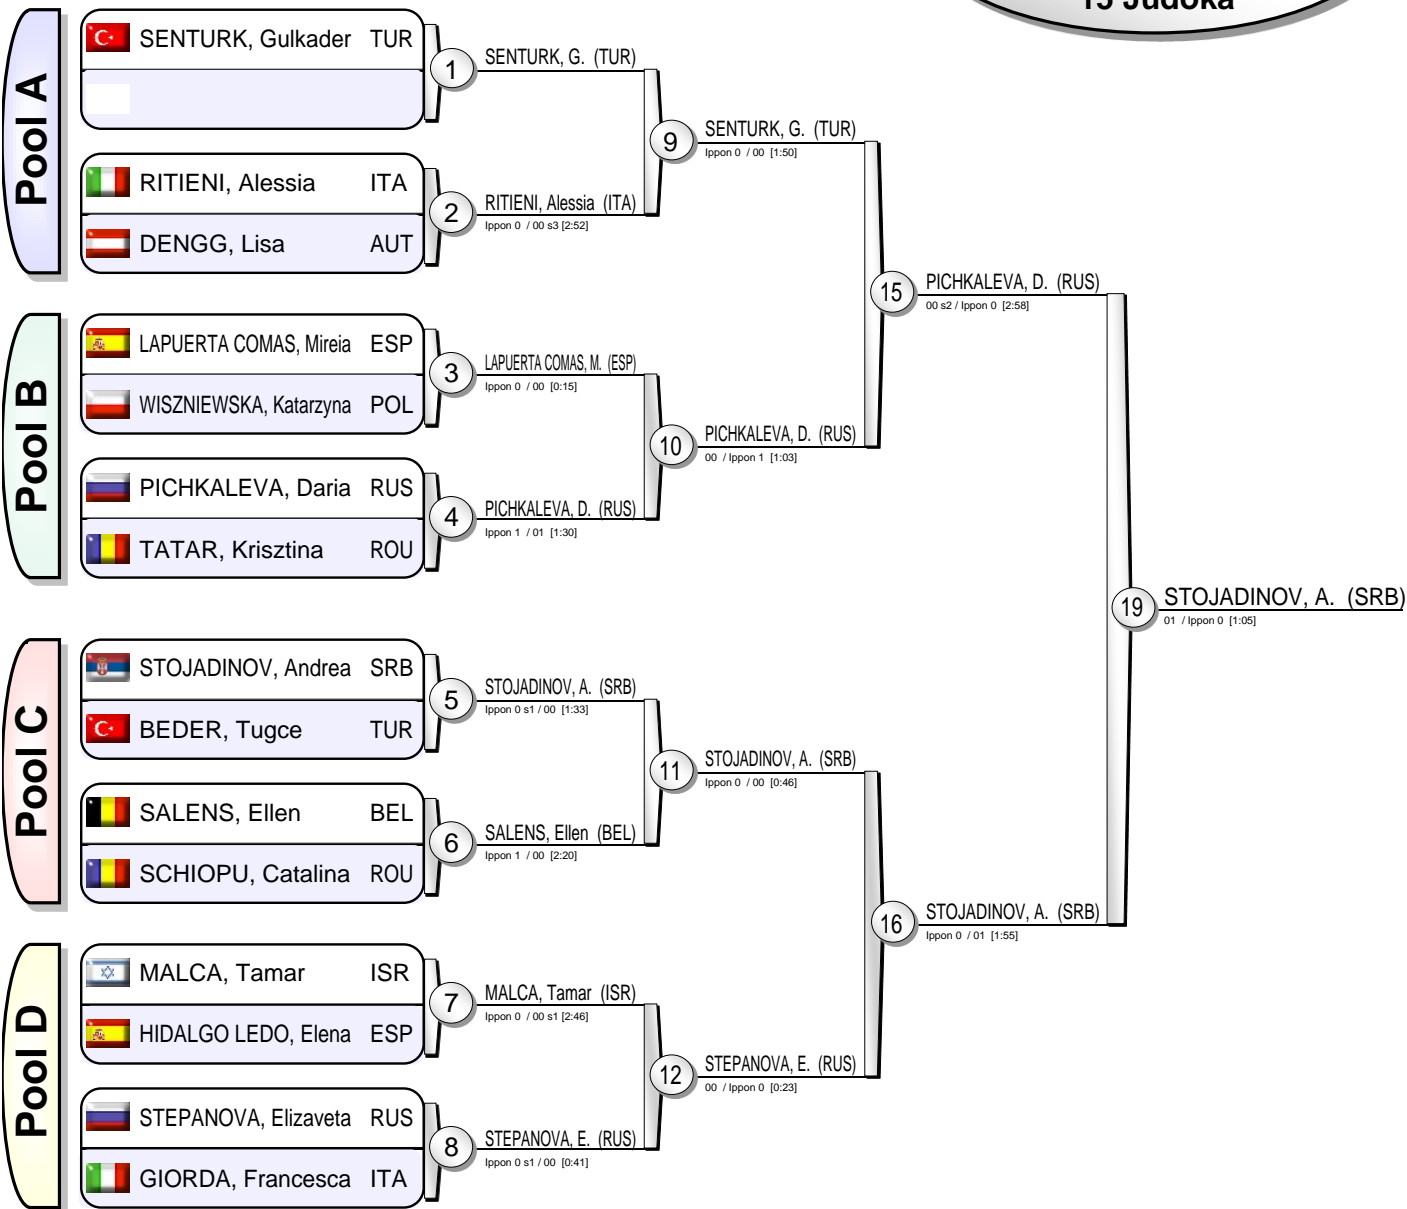 15 Judoka
Pool A
SENTURK, Gulkader TUR
RITIENI, Alessia ITA
DENGG, Lisa AUT
Pool B
LAPUERTA COMAS, Mireia ESP
WISZNIEWSKA, Katarzyna POL
PICHKALEVA, Daria RUS
TATAR, Krisztina ROU
Pool C
STOJADINOV, Andrea SRB
BEDER, Tugce TUR
SALENS, Ellen BEL
SCHIOPU, Catalina ROU
Pool D
MALCA, Tamar ISR
HIDALGO LEDO, Elena ESP
STEPANOVA, Elizaveta RUS
GIORDA, Francesca ITA
1
SENTURK, G. (TUR)
2
RITIENI, Alessia (ITA)
Ippon 0 / 00 s3 [2:52]
3
LAPUERTA COMAS, M. (ESP)
Ippon 0 / 00 [0:15]
4
PICHKALEVA, D. (RUS)
Ippon 1 / 01 [1:30]
5
STOJADINOV, A. (SRB)
Ippon 0 s1 / 00 [1:33]
6
SALENS, Ellen (BEL)
Ippon 1 / 00 [2:20]
7
MALCA, Tamar (ISR)
Ippon 0 / 00 s1 [2:46]
8
STEPANOVA, E. (RUS)
Ippon 0 s1 / 00 [0:41]
9
SENTURK, G. (TUR)
Ippon 0 / 00 [1:50]
10
PICHKALEVA, D. (RUS)
00 / Ippon 1 [1:03]
11
STOJADINOV, A. (SRB)
Ippon 0 / 00 [0:46]
12
STEPANOVA, E. (RUS)
00 / Ippon 0 [0:23]
15
PICHKALEVA, D. (RUS)
00 s2 / Ippon 0 [2:58]
16
STOJADINOV, A. (SRB)
Ippon 0 / 01 [1:55]
19
STOJADINOV, A. (SRB)
01 / Ippon 0 [1:05]